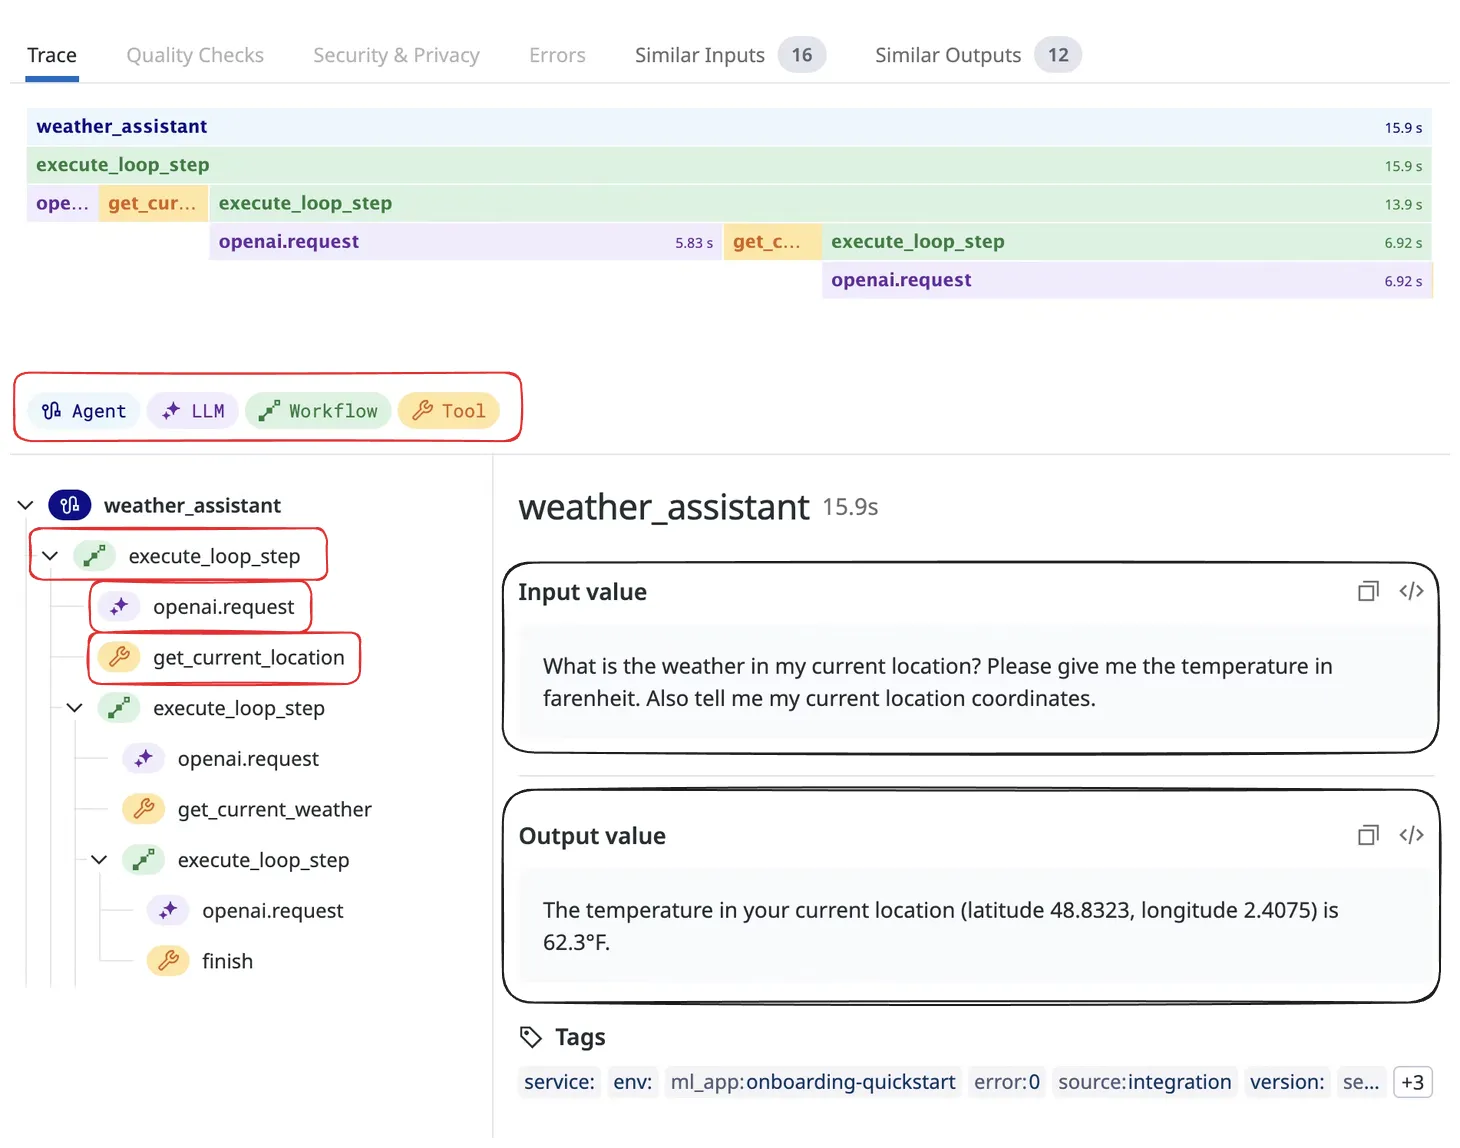 Trace Quality Checks Security & Privacy Errors Similar Inputs 16 Similar Outputs 12
weather_assistant 15.9 s
execute_loop_step 15.9 s
ope... get_cur... execute_loop_step 13.9 s
openai.request 5.83 s get_c... execute_loop_step 6.92 s
openai.request 6.92 s
Agent LLM Workflow Tool
weather_assistant
execute_loop_step
openai.request
get_current_location
execute_loop_step
openai.request
get_current_weather
execute_loop_step
openai.request
finish
weather_assistant 15.9s
Input value </>
What is the weather in my current location? Please give me the temperature in
farenheit. Also tell me my current location coordinates.
Output value </>
The temperature in your current location (latitude 48.8323, longitude 2.4075) is
62.3°F.
Tags
service: env: ml_app:onboarding-quickstart error:0 source:integration version: se... +3